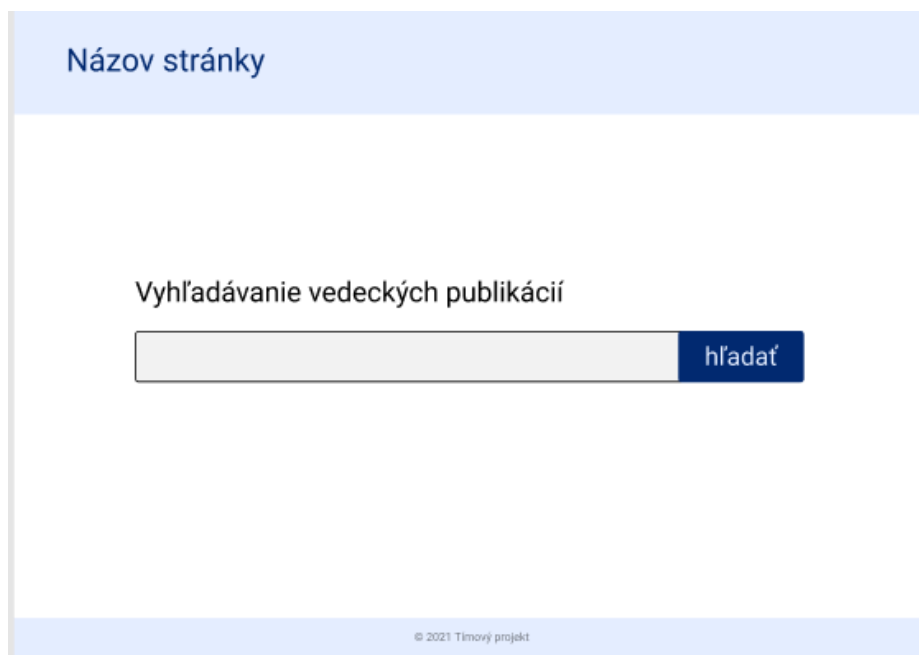 Názov stránky
Vyhľadávanie vedeckých publikácií
hľadať
© 2021 Tímový projekt